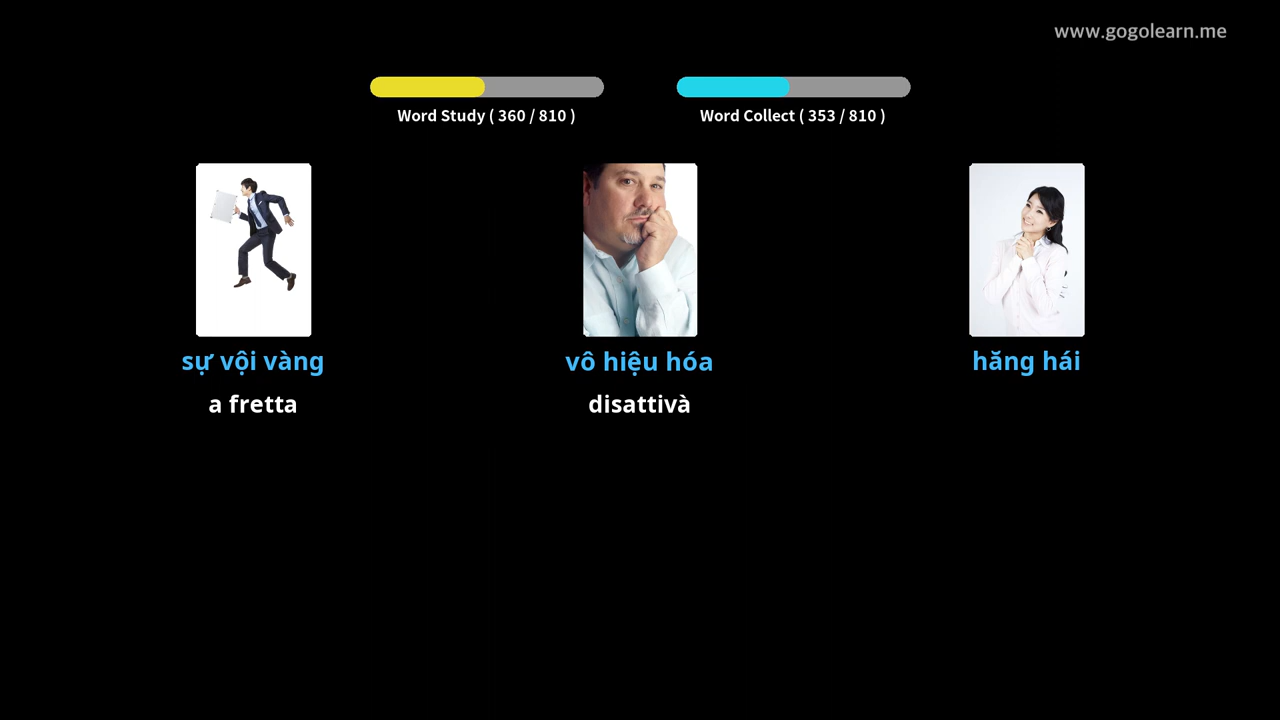 www.gogolearn.me
Word Study ( 360 / 810 )
Word Collect ( 353 / 810 )
sự vội vàng
vô hiệu hóa
hăng hái
a fretta
disattivà